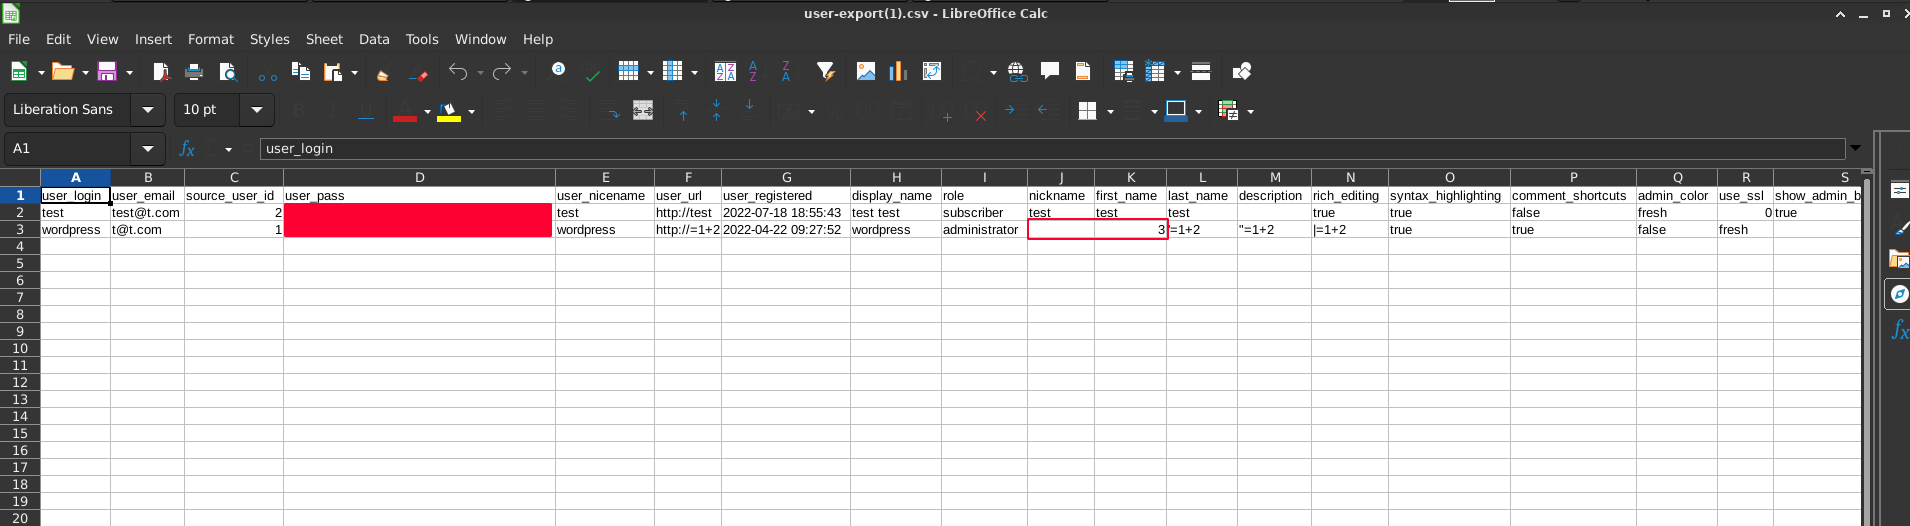 user-export(1).csv - LibreOffice Calc
File Edit View Insert Format Styles Sheet Data Tools Window Help
Liberation Sans 10 pt
A1 fx user_login
A B C D E F G H I J K L M N O P Q R S
1 user_login user_email source_user_id user_pass user_nicename user_url user_registered display_name role nickname first_name last_name description rich_editing syntax_highlighting comment_shortcuts admin_color use_ssl show_admin_b
2 test test@t.com 2 test http://test 2022-07-18 18:55:43 test test subscriber test test test true true false fresh 0 true
3 wordpress t@t.com 1 wordpress http://=1+2 2022-04-22 09:27:52 wordpress administrator 3 '=1+2 "=1+2 |=1+2 true true false fresh
4
5
6
7
8
9
10
11
12
13
14
15
16
17
18
19
20